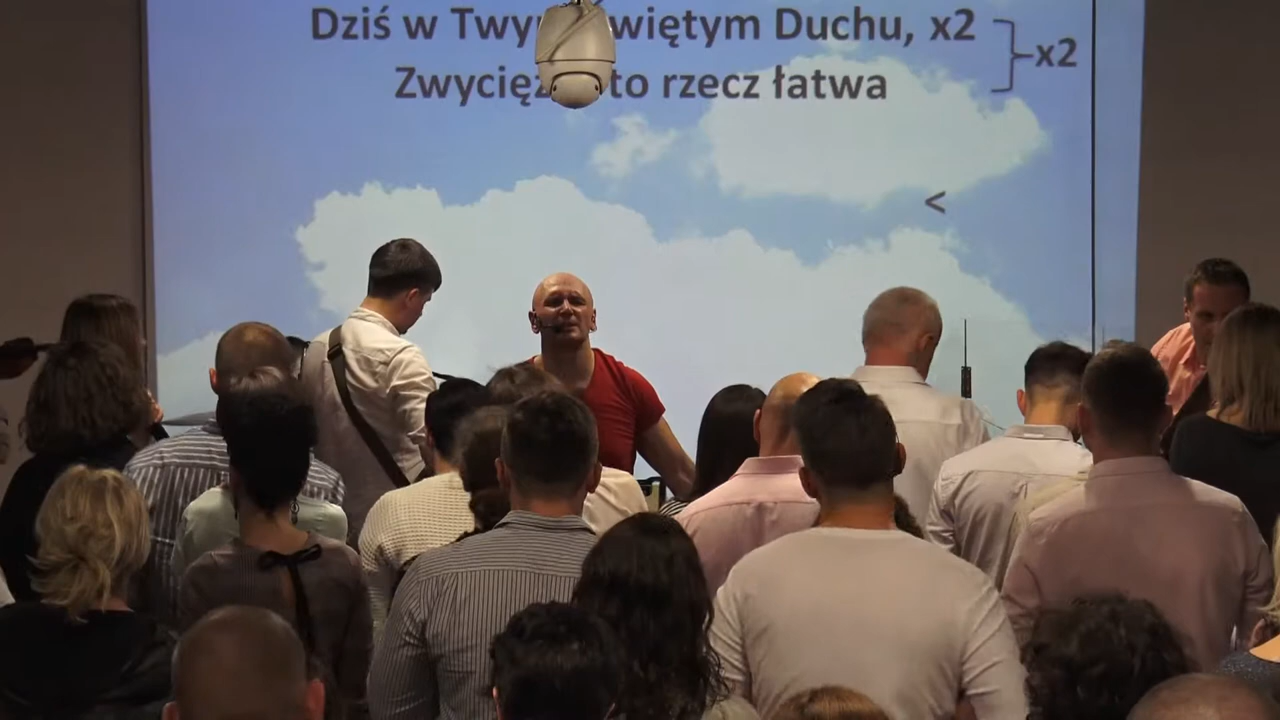 Dziś w Duchu, x2
to rzecz łatwa
x2
<